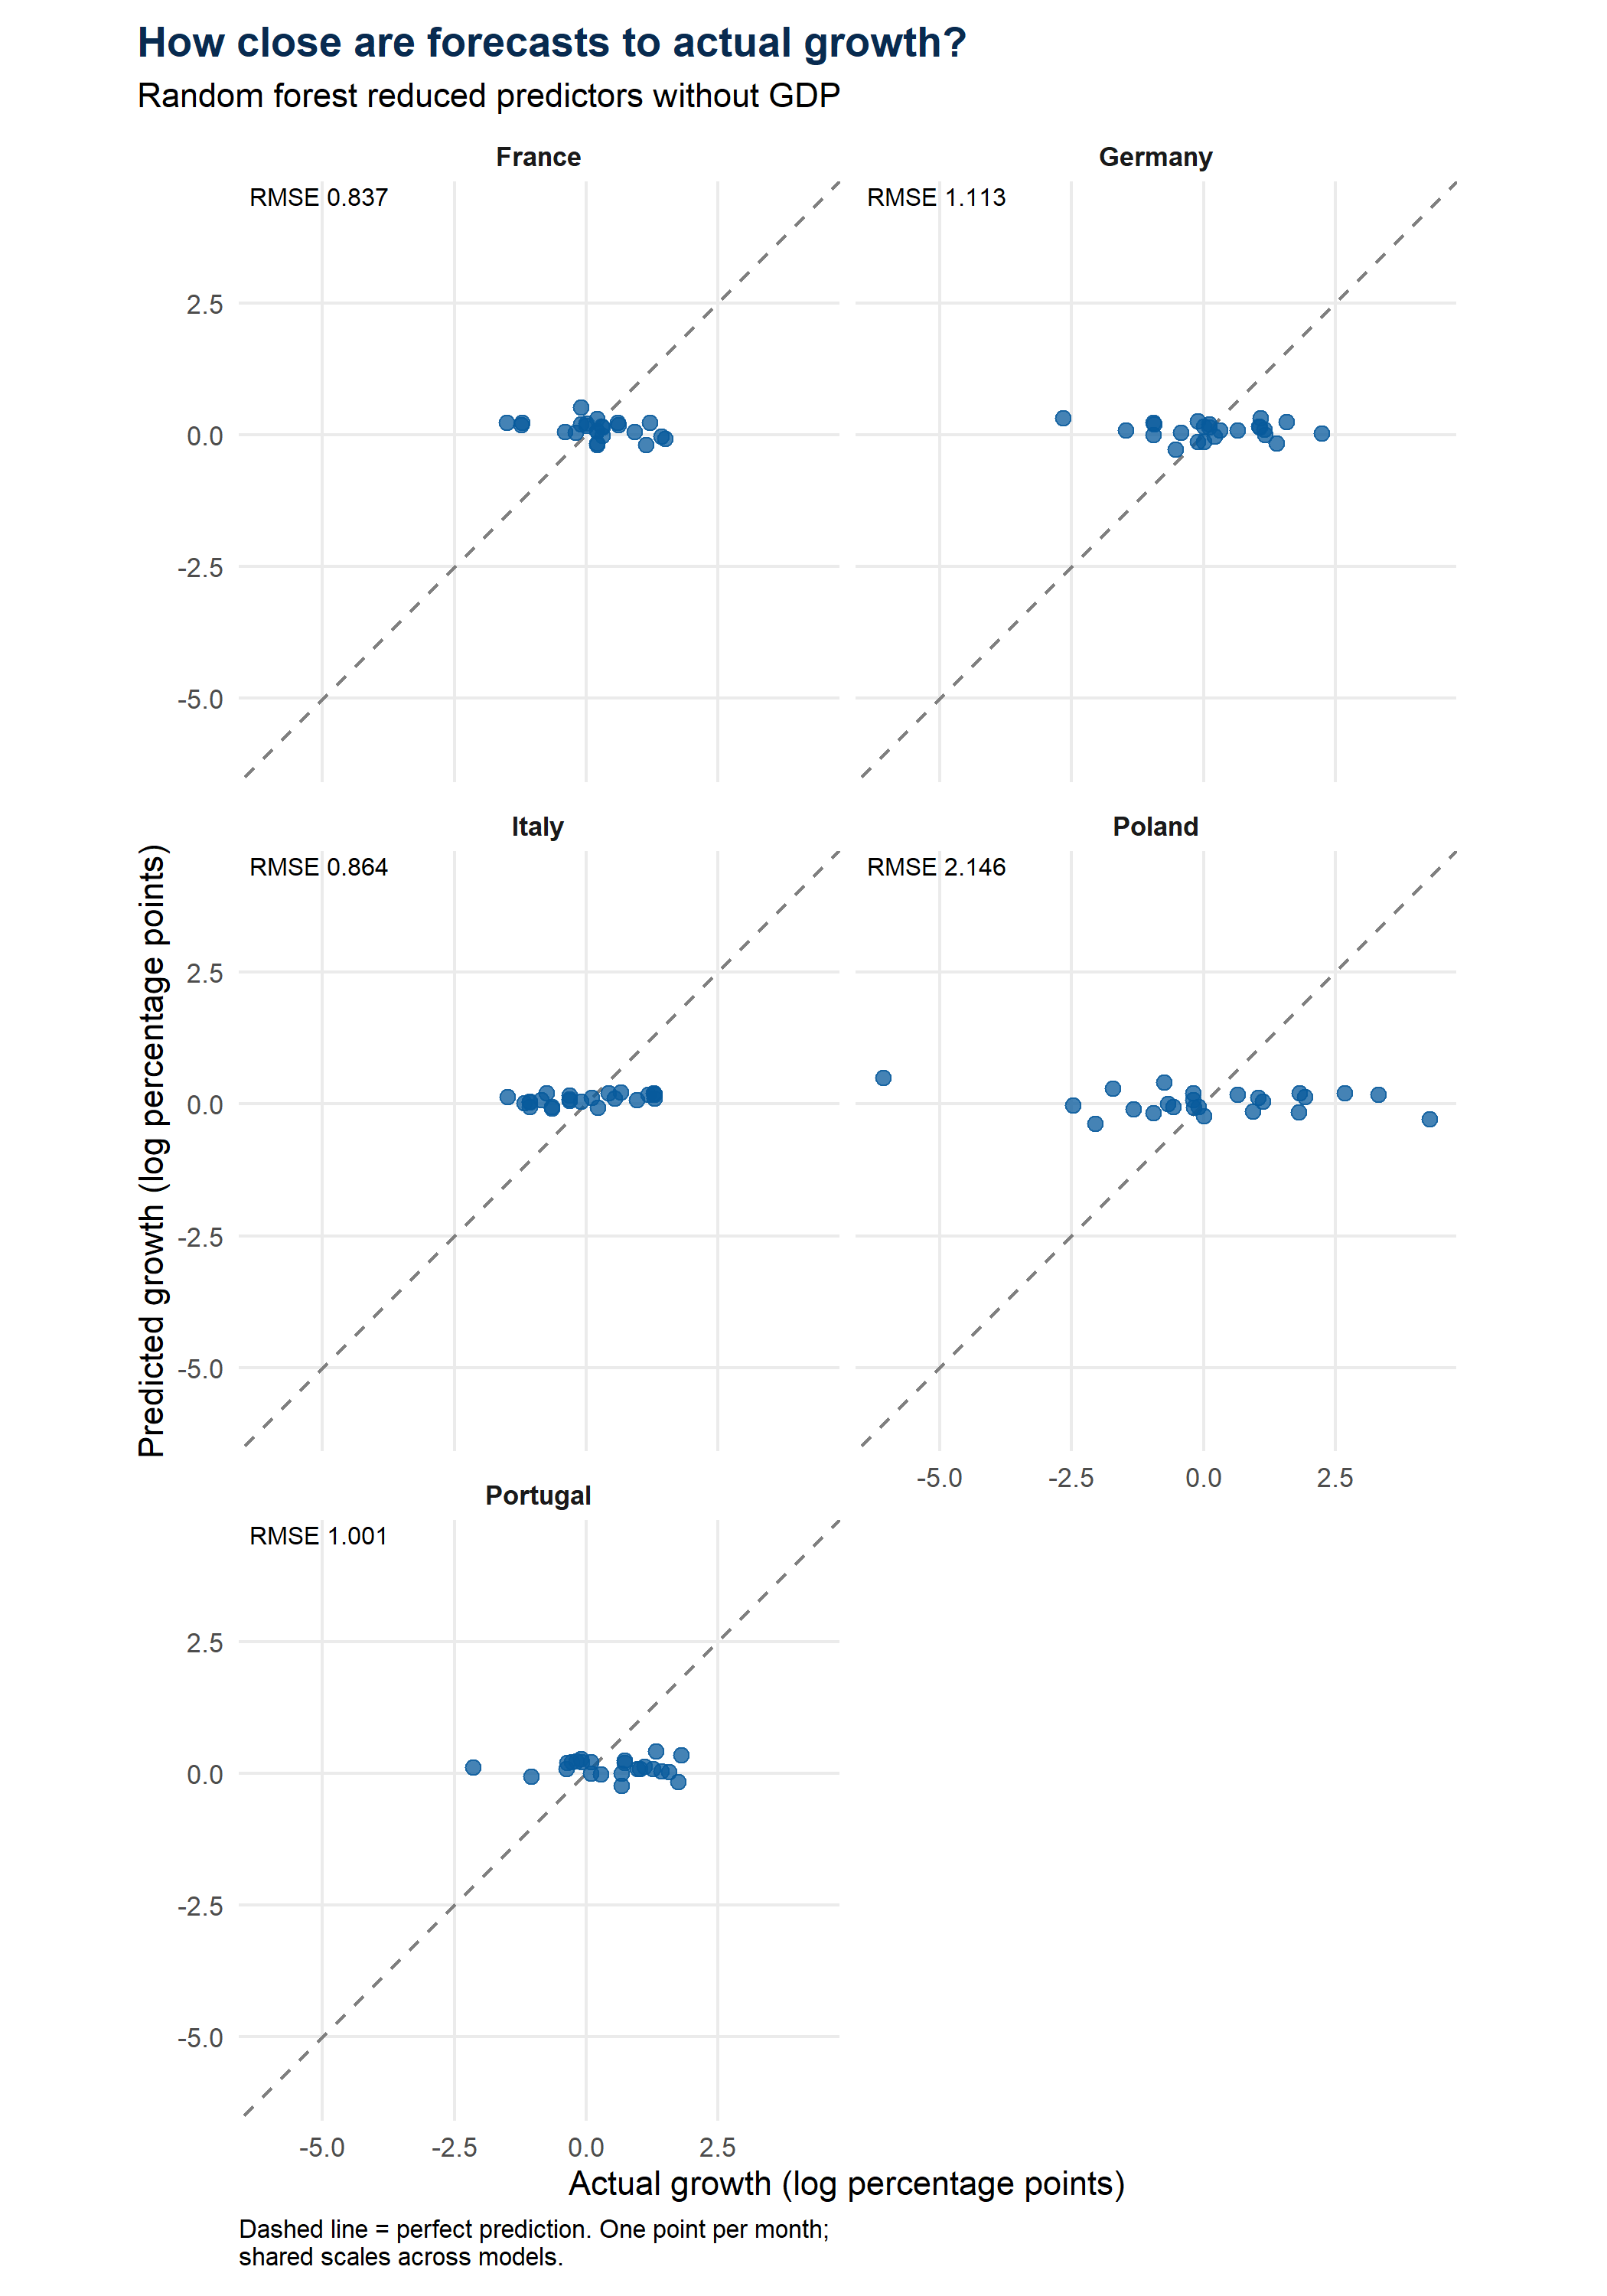 How close are forecasts to actual growth?
Random forest reduced predictors without GDP
France
Germany
RMSE 0.837
RMSE 1.113
2.5
0.0
-2.5
-5.0
Italy
Poland
RMSE 0.864
RMSE 2.146
Predicted growth (log percentage points)
2.5
0.0
-2.5
-5.0
-5.0 -2.5 0.0 2.5
Portugal
RMSE 1.001
2.5
0.0
-2.5
-5.0
-5.0 -2.5 0.0 2.5
Actual growth (log percentage points)
Dashed line = perfect prediction. One point per month;
shared scales across models.